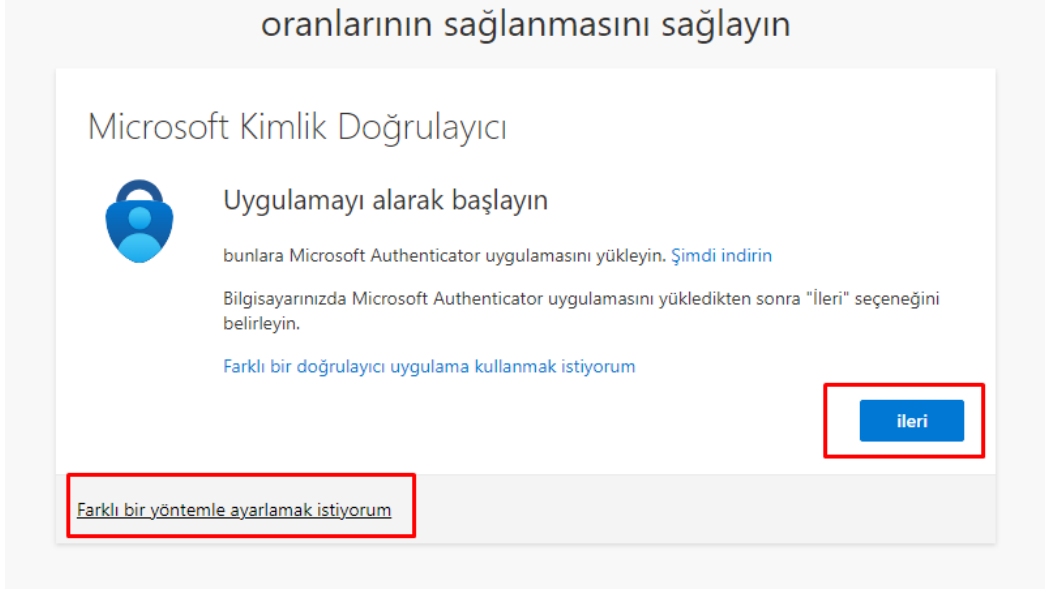 oranlarının sağlanmasını sağlayın
Microsoft Kimlik Doğrulayıcı
Uygulamayı alarak başlayın
bunlara Microsoft Authenticator uygulamasını yükleyin. Şimdi indirin
Bilgisayarınızda Microsoft Authenticator uygulamasını yükledikten sonra "İleri" seçeneğini
belirleyin.
Farklı bir doğrulayıcı uygulama kullanmak istiyorum
ileri
Farklı bir yöntemle ayarlamak istiyorum